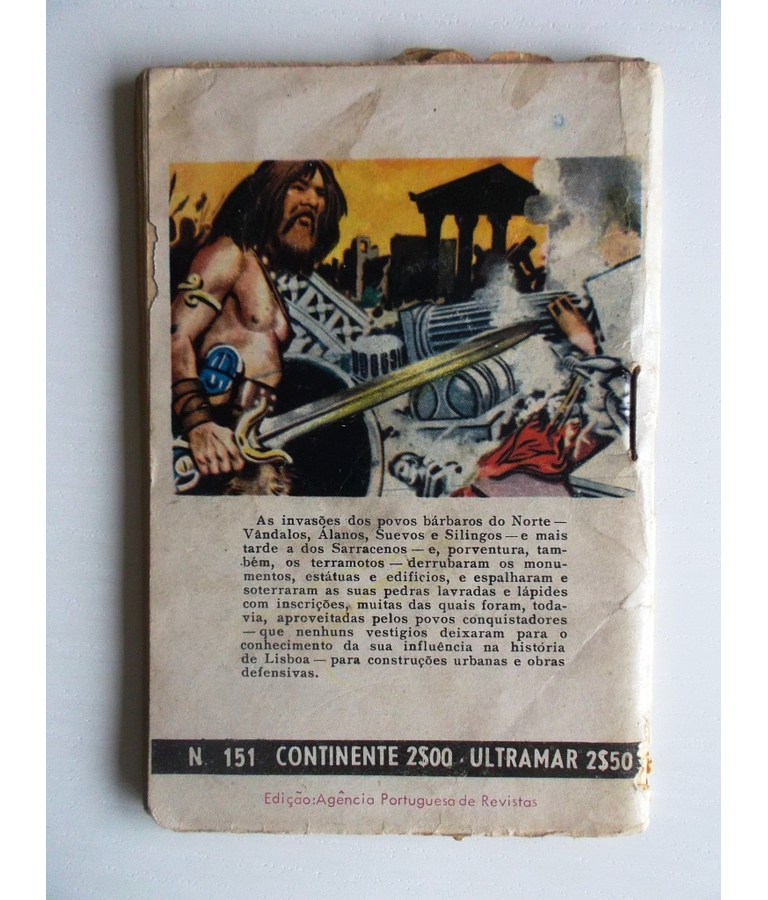 As invasões dos povos bárbaros do Norte —
Vândalos, Álanos, Suevos e Silingos — e mais
tarde a dos Sarracenos — e, porventura, tam-
bém, os terramotos — derrubaram os monu-
mentos, estátuas e edifícios, e espalharam e
soterraram as suas pedras lavradas e lápides
com inscrições, muitas das quais foram, toda-
via, aproveitadas pelos povos conquistadores
— que nenhuns vestígios deixaram para o
conhecimento da sua influência na história
de Lisboa — para construções urbanas e obras
defensivas.
N 151 CONTINENTE 2$00 · ULTRAMAR 2$50
Edição:Agência Portuguesa de Revistas